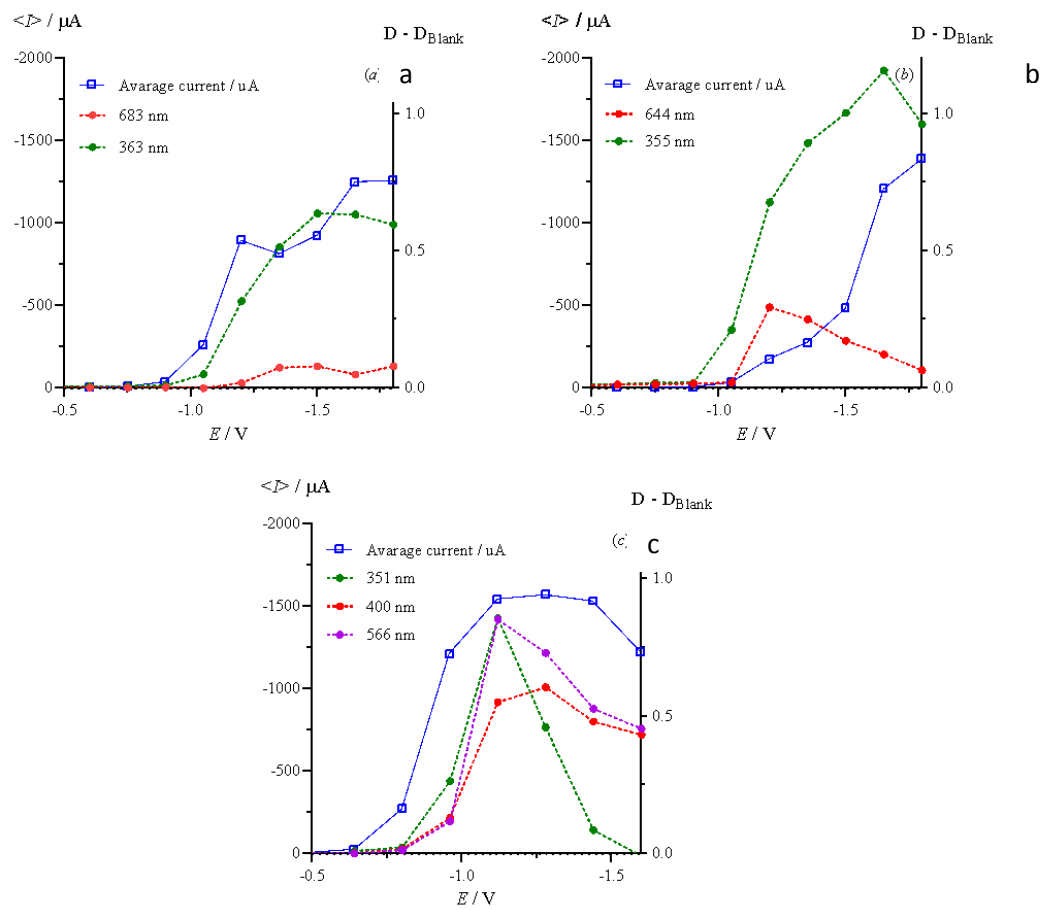 <I> / μA
D - D_Blank
(a) a
-2000
-1500
-1000
-500
0
Avarage current / uA
683 nm
363 nm
1.0
0.5
0.0
-0.5
-1.0
-1.5
E / V
<I> / μA
D - D_Blank
(b) b
-2000
-1500
-1000
-500
0
Avarage current / uA
644 nm
355 nm
1.0
0.5
0.0
-0.5
-1.0
-1.5
E / V
<I> / μA
D - D_Blank
(c) c
-2000
-1500
-1000
-500
0
Avarage current / uA
351 nm
400 nm
566 nm
1.0
0.5
0.0
-0.5
-1.0
-1.5
E / V